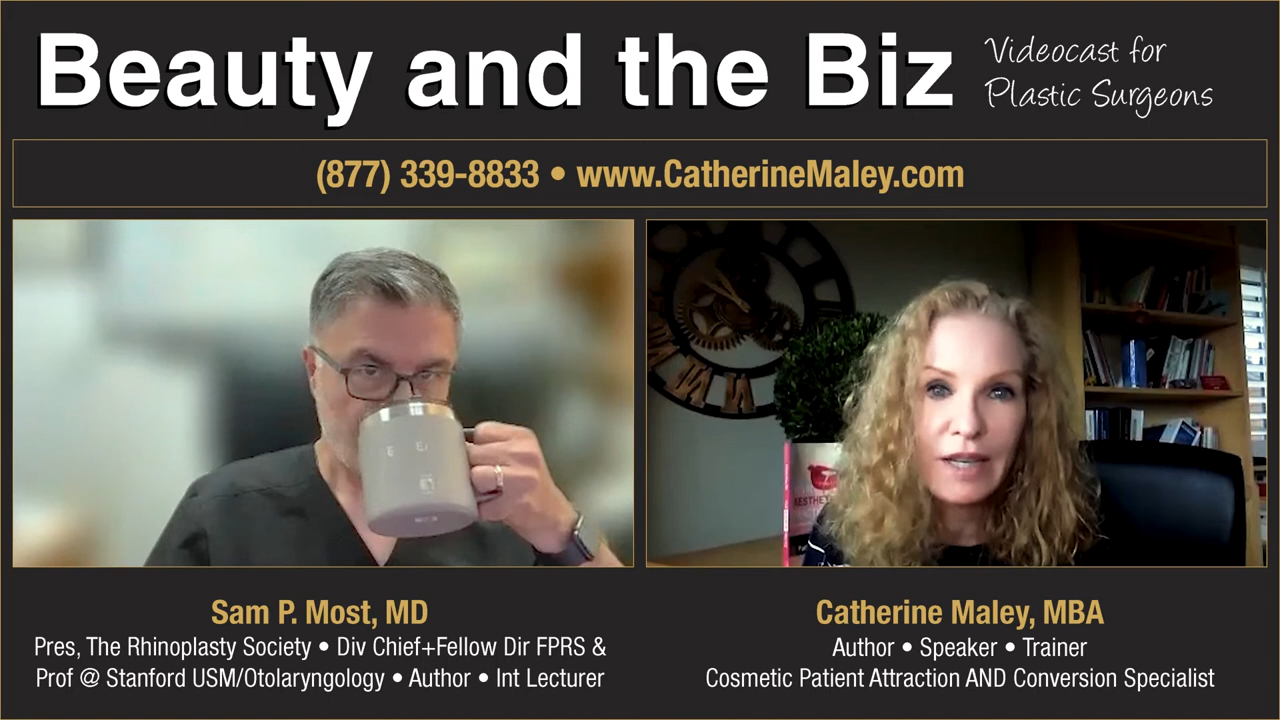 Beauty and the Biz
Videocast for
Plastic Surgeons
(877) 339-8833 • www.CatherineMaley.com
AESTHETIC
Sam P. Most, MD
Pres, The Rhinoplasty Society • Div Chief+Fellow Dir FPRS &
Prof @ Stanford USM/Otolaryngology • Author • Int Lecturer
Catherine Maley, MBA
Author • Speaker • Trainer
Cosmetic Patient Attraction AND Conversion Specialist